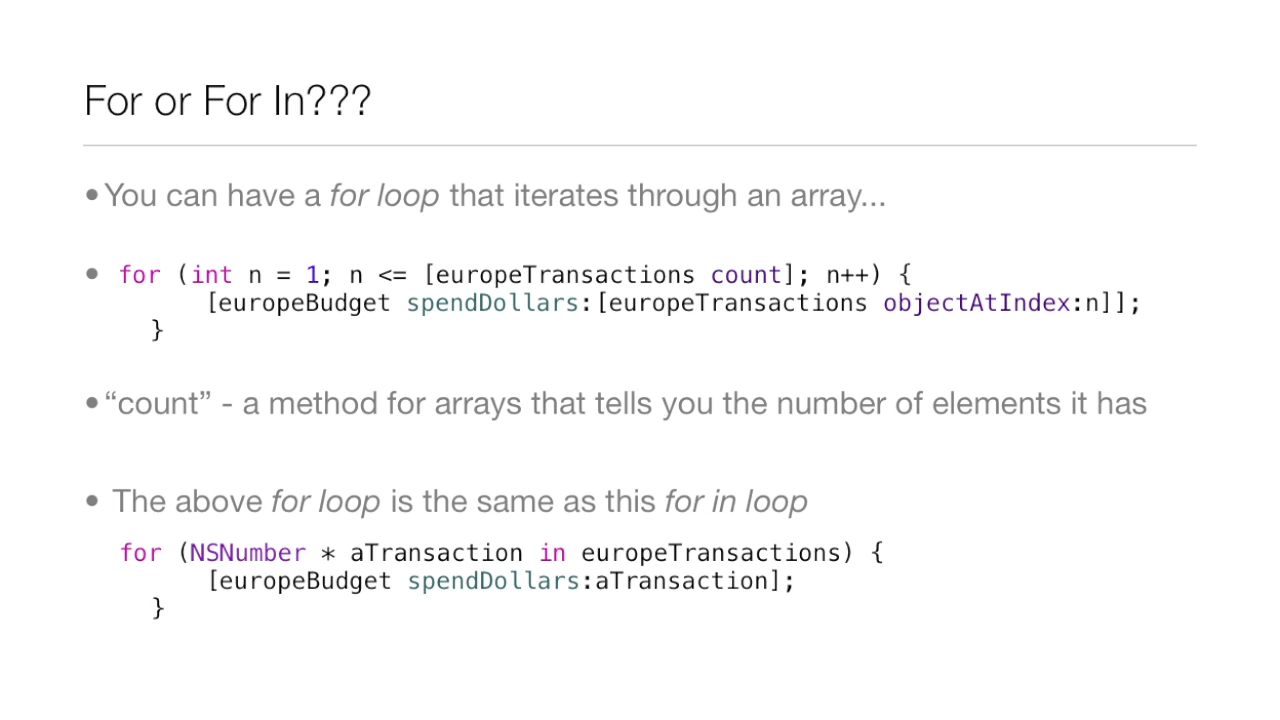 For or For In???
•You can have a for loop that iterates through an array...
• for (int n = 1; n <= [europeTransactions count]; n++) {
[europeBudget spendDollars:[europeTransactions objectAtIndex:n]];
}
•“count” - a method for arrays that tells you the number of elements it has
• The above for loop is the same as this for in loop
for (NSNumber * aTransaction in europeTransactions) {
[europeBudget spendDollars:aTransaction];
}